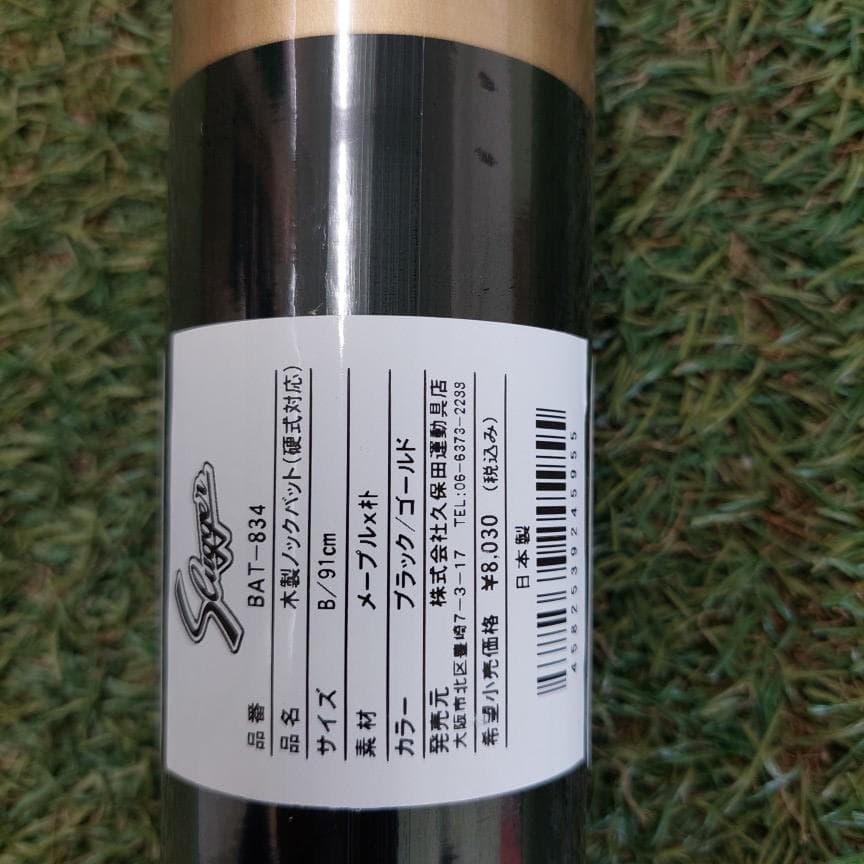 Slugger
品番 BAT-834
品名 木製ノックバット(硬式対応)
サイズ B/91cm
素材 メープル×朴
カラー ブラック/ゴールド
発売元 株式会社久保田運動具店
大阪市北区豊崎7-3-17 TEL:06-6373-2288
希望小売価格 ¥8,030 (税込み)
日本製
4582539245955